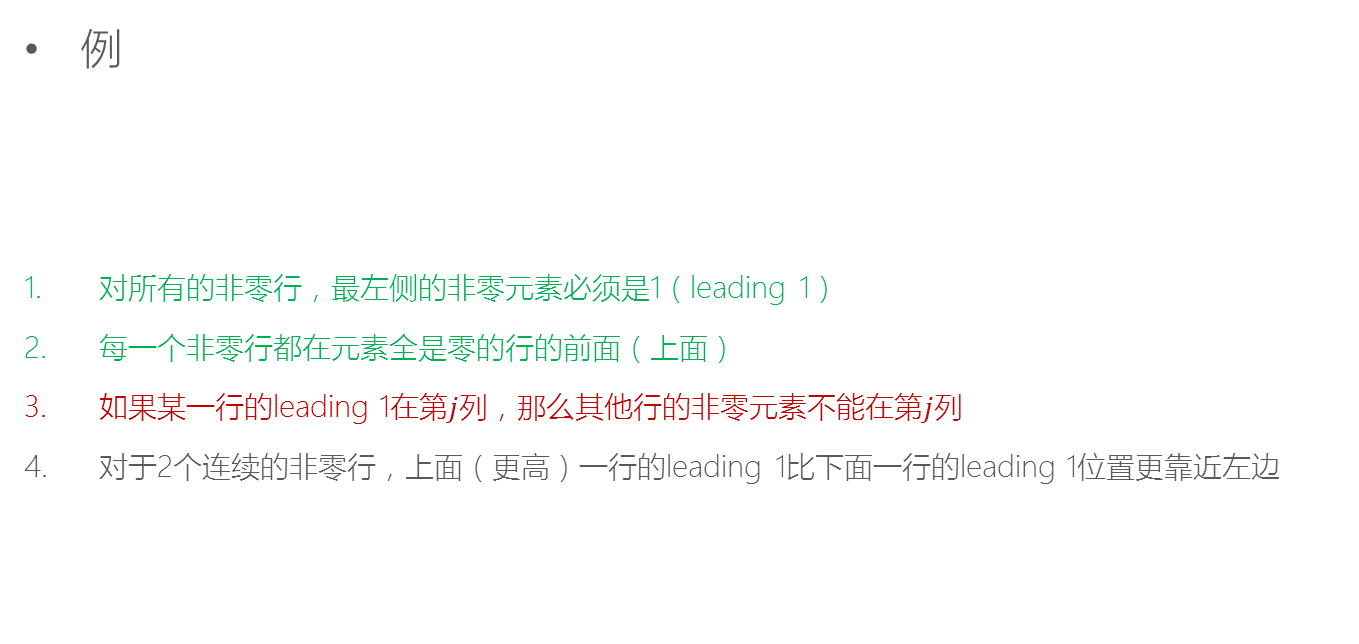 • 例
1. 对所有的非零行，最左侧的非零元素必须是1（leading 1）
2. 每一个非零行都在元素全是零的行的前面（上面）
3. 如果某一行的leading 1在第j列，那么其他行的非零元素不能在第j列
4. 对于2个连续的非零行，上面（更高）一行的leading 1比下面一行的leading 1位置更靠近左边